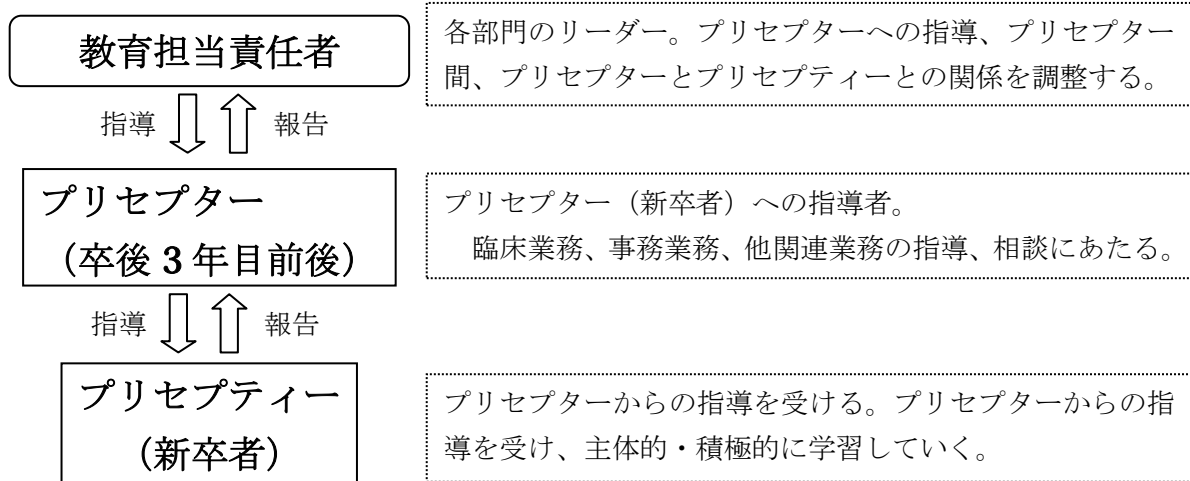 教育担当責任者
各部門のリーダー。プリセプターへの指導、プリセプター
間、プリセプターとプリセプティーとの関係を調整する。
指導 報告
プリセプター
（卒後 3 年目前後）
プリセプター（新卒者）への指導者。
臨床業務、事務業務、他関連業務の指導、相談にあたる。
指導 報告
プリセプティー
（新卒者）
プリセプターからの指導を受ける。プリセプターからの指
導を受け、主体的・積極的に学習していく。